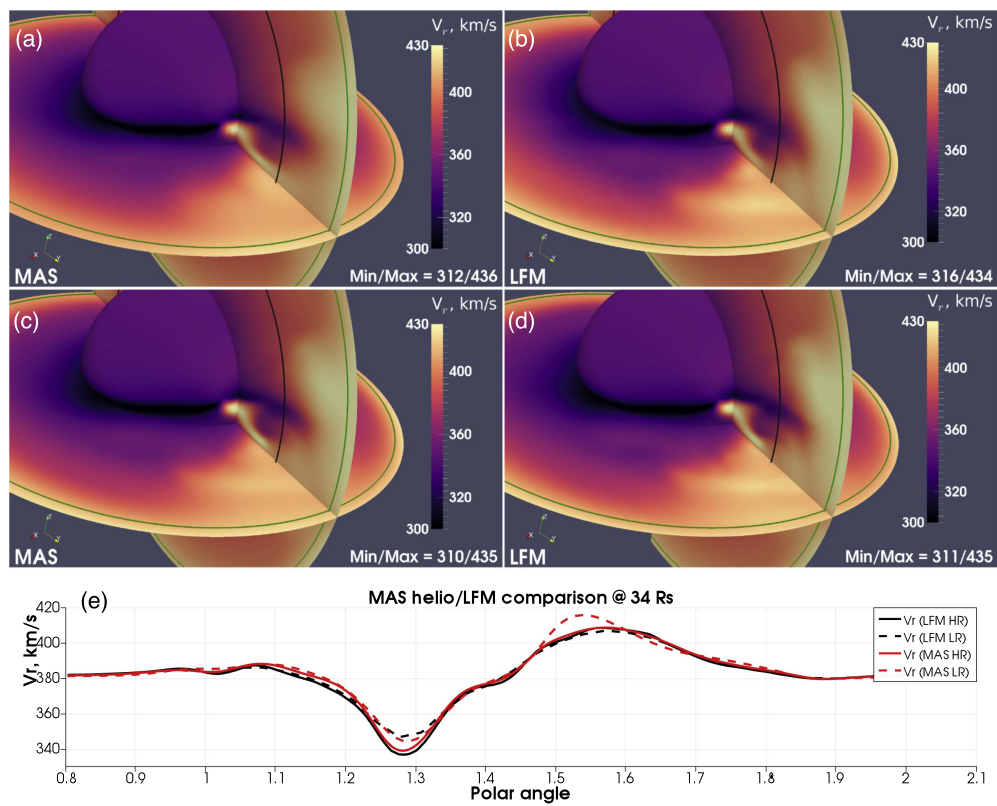 (a)
V_r, km/s
430
400
360
320
300
MAS
Min/Max = 312/436
(b)
V_r, km/s
430
400
360
320
300
LFM
Min/Max = 316/434
(c)
V_r, km/s
430
400
360
320
300
MAS
Min/Max = 310/435
(d)
V_r, km/s
430
400
360
320
300
LFM
Min/Max = 311/435
(e)
MAS helio/LFM comparison @ 34 Rs
Vr, km/s
420
400
380
360
340
Vr (LFM HR)
Vr (LFM LR)
Vr (MAS HR)
Vr (MAS LR)
0.8 0.9 1 1.1 1.2 1.3 1.4 1.5 1.6 1.7 1.8 1.9 2 2.1
Polar angle